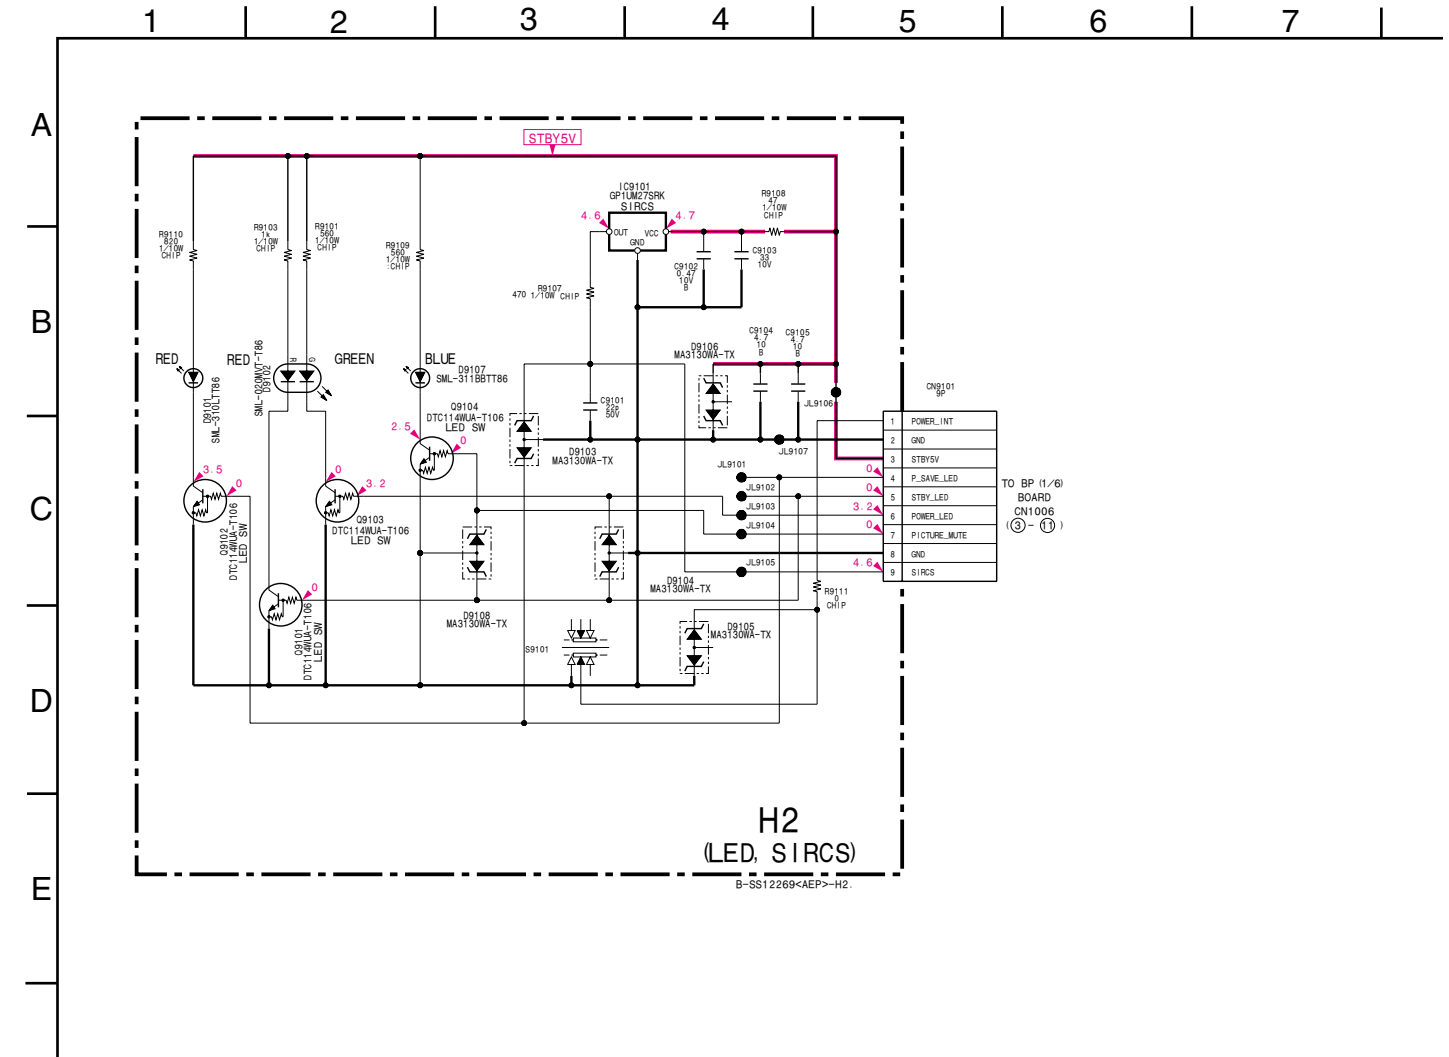 1 2 3 4 5 6 7
A
B
C
D
E
STBY5V
IC9101
GP1UM27SRK
SIRCS
4.6
4.7
OUT
VCC
GND
R9108
47
1/10W
CHIP
R9110
820
1/10W
CHIP
R9103
1k
1/10W
CHIP
R9101
560
1/10W
CHIP
R9109
560
1/10W
:CHIP
C9102
0.47
10V
B
C9103
33
10V
R9107
470 1/10W CHIP
RED
D9101
SML-310LTT86
RED
SML-020MVT-T86
D9102
R
G
GREEN
BLUE
D9107
SML-311BBTT86
D9106
MA3130WA-TX
C9104
4.7
10
B
C9105
4.7
10
B
JL9106
C9101
22p
50V
Q9104
DTC114WUA-T106
LED SW
2.5
0
D9103
MA3130WA-TX
JL9107
CN9101
9P
1 POWER_INT
2 GND
3 STBY5V
4 P_SAVE_LED
5 STBY_LED
6 POWER_LED
7 PICTURE_MUTE
8 GND
9 SIRCS
0
0
3.2
0
4.6
TO BP (1/6)
BOARD
CN1006
(3 - 11)
JL9101
JL9102
JL9103
JL9104
JL9105
3.5
0
Q9102
DTC114WUA-T106
LED SW
0
3.2
Q9103
DTC114WUA-T106
LED SW
0
Q9101
DTC114WUA-T106
LED SW
D9108
MA3130WA-TX
D9104
MA3130WA-TX
R9111
0
CHIP
S9101
D9105
MA3130WA-TX
H2
(LED, SIRCS)
B-SS12269<AEP>-H2.